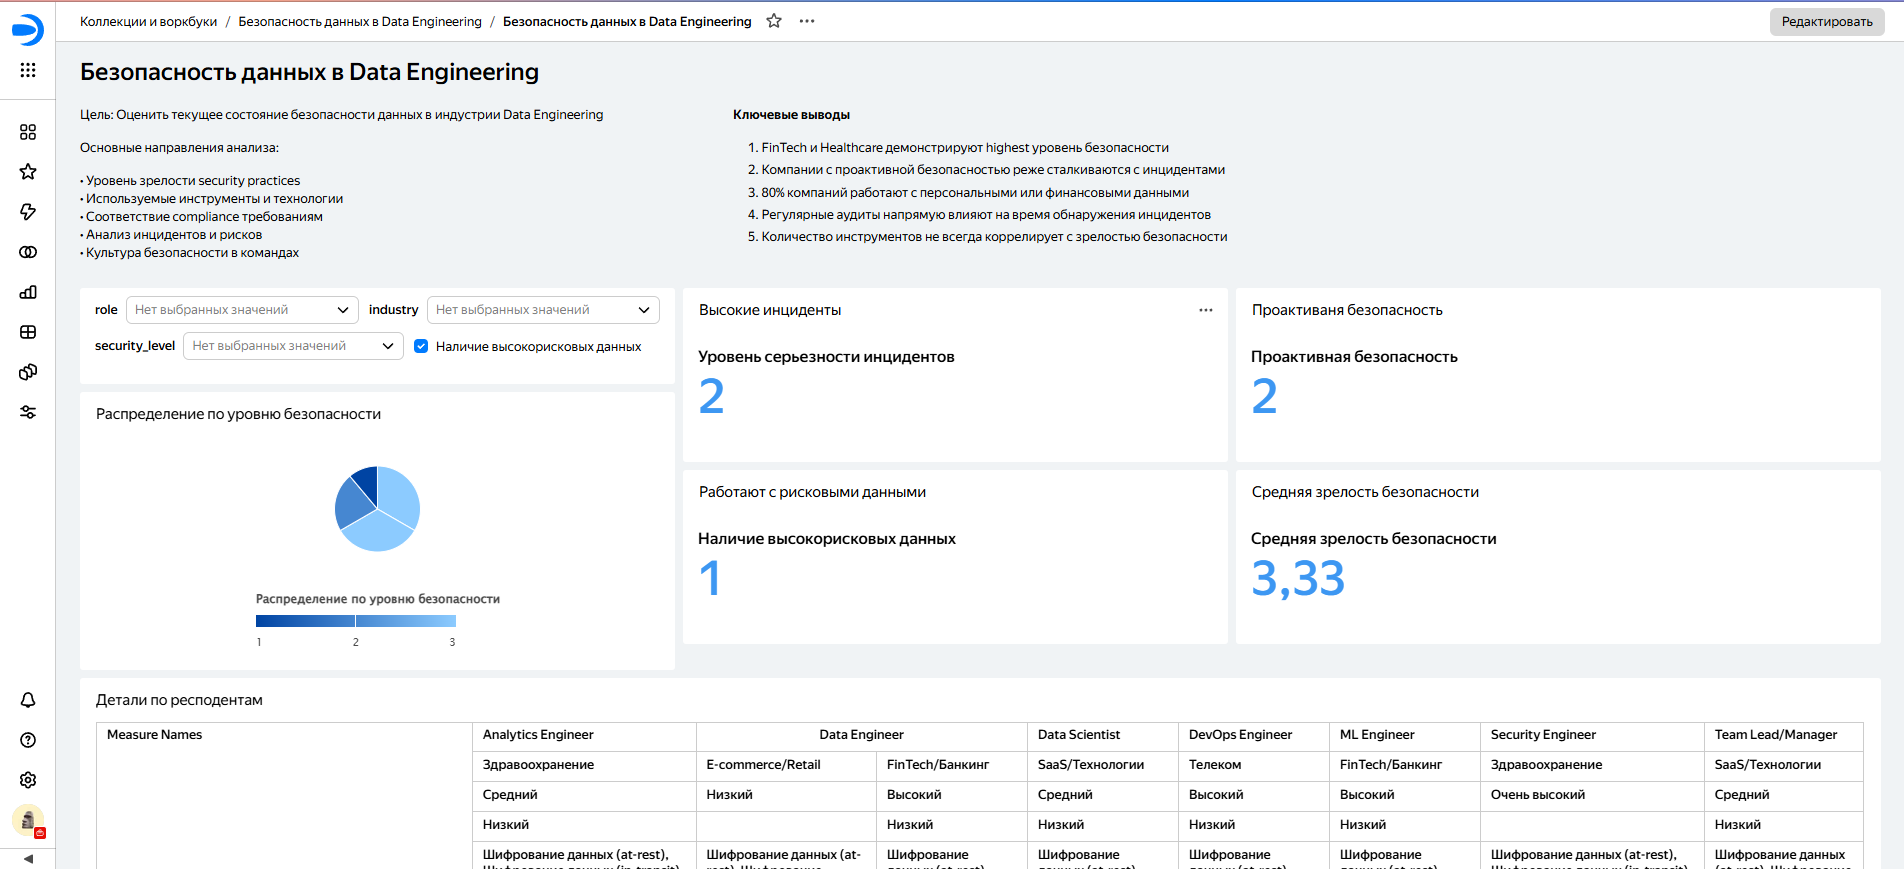 Коллекции и воркбуки / Безопасность данных в Data Engineering / Безопасность данных в Data Engineering
Редактировать
Безопасность данных в Data Engineering
Цель: Оценить текущее состояние безопасности данных в индустрии Data Engineering
Основные направления анализа:
• Уровень зрелости security practices
• Используемые инструменты и технологии
• Соответствие compliance требованиям
• Анализ инцидентов и рисков
• Культура безопасности в командах
Ключевые выводы
1. FinTech и Healthcare демонстрируют highest уровень безопасности
2. Компании с проактивной безопасностью реже сталкиваются с инцидентами
3. 80% компаний работают с персональными или финансовыми данными
4. Регулярные аудиты напрямую влияют на время обнаружения инцидентов
5. Количество инструментов не всегда коррелирует с зрелостью безопасности
role Нет выбранных значений industry Нет выбранных значений
security_level Нет выбранных значений Наличие высокорисковых данных
Распределение по уровню безопасности
Распределение по уровню безопасности
1 2 3
Высокие инциденты
Уровень серьезности инцидентов
2
Проактиваня безопасность
Проактивная безопасность
2
Работают с рисковыми данными
Наличие высокорисковых данных
1
Средняя зрелость безопасности
Средняя зрелость безопасности
3,33
Детали по респодентам
Measure Names Analytics Engineer Data Engineer Data Scientist DevOps Engineer ML Engineer Security Engineer Team Lead/Manager
Здравоохранение E-commerce/Retail FinTech/Банкинг SaaS/Технологии Телеком FinTech/Банкинг Здравоохранение SaaS/Технологии
Средний Низкий Высокий Средний Высокий Высокий Очень высокий Средний
Низкий Низкий Низкий Низкий Низкий Низкий
Шифрование данных (at-rest), Шифрование данных (at- Шифрование Шифрование Шифрование Шифрование Шифрование данных (at-rest), Шифрование данных